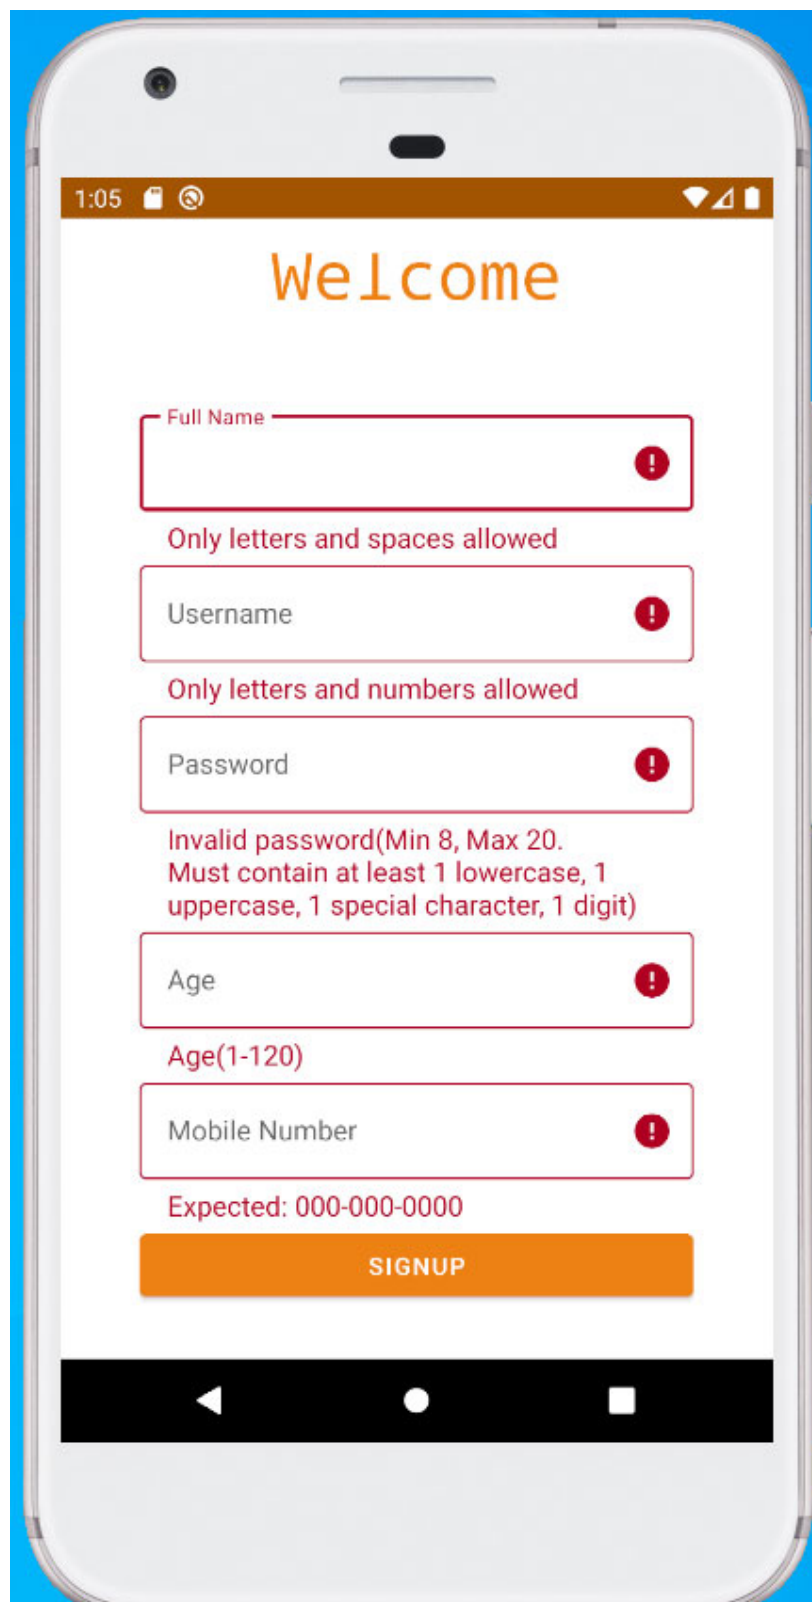 1:05
Welcome
Full Name
Only letters and spaces allowed
Username
Only letters and numbers allowed
Password
Invalid password(Min 8, Max 20.
Must contain at least 1 lowercase, 1
uppercase, 1 special character, 1 digit)
Age
Age(1-120)
Mobile Number
Expected: 000-000-0000
SIGNUP